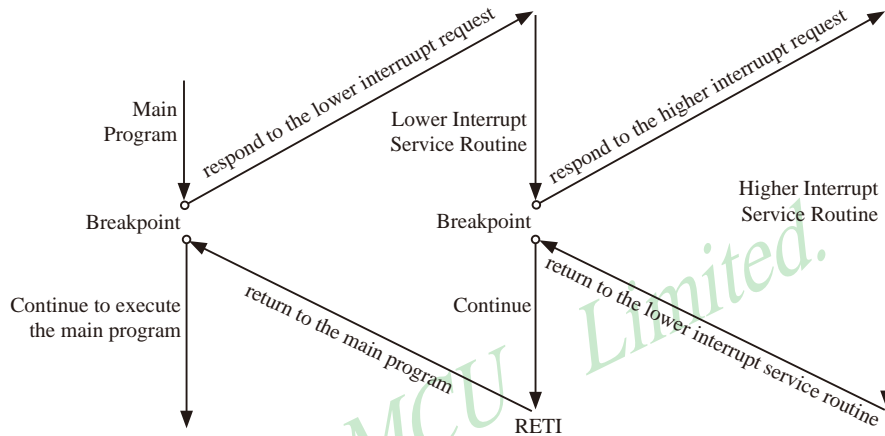 respond to the lower interruupt request
respond to the higher interruupt request
Main
Program
Lower Interrupt
Service Routine
Higher Interrupt
Service Routine
Breakpoint
Breakpoint
Continue to execute
the main program
return to the main program
Continue
return to the lower interrupt service routine
RETI
MCU Limited.